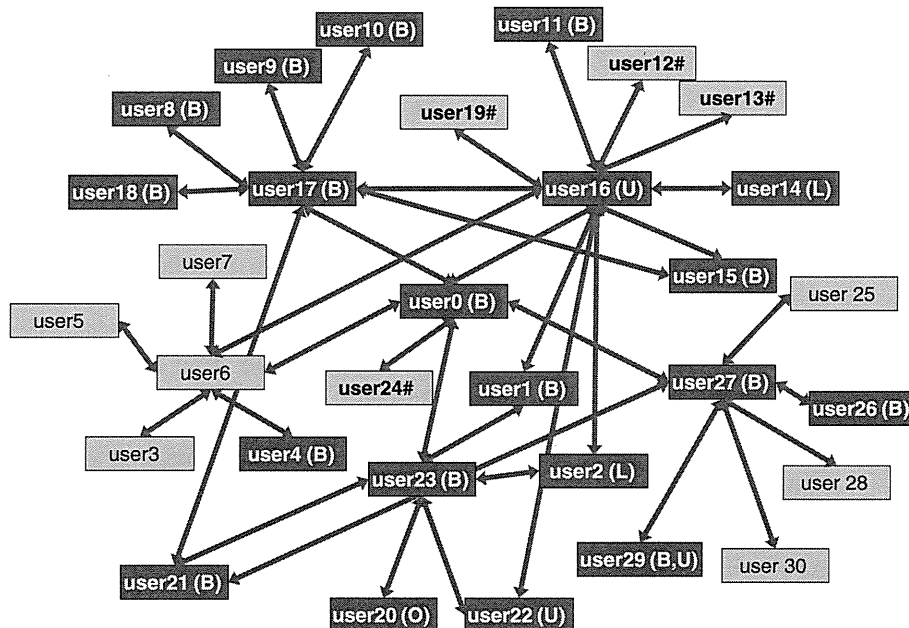 user10 (B)
user11 (B)
user9 (B)
user12#
user8 (B)
user13#
user19#
user18 (B)
user17 (B)
user16 (U)
user14 (L)
user7
user15 (B)
user 25
user0 (B)
user5
user6
user24#
user1 (B)
user27 (B)
user26 (B)
user3
user4 (B)
user23 (B)
user2 (L)
user 28
user29 (B,U)
user 30
user21 (B)
user20 (O)
user22 (U)